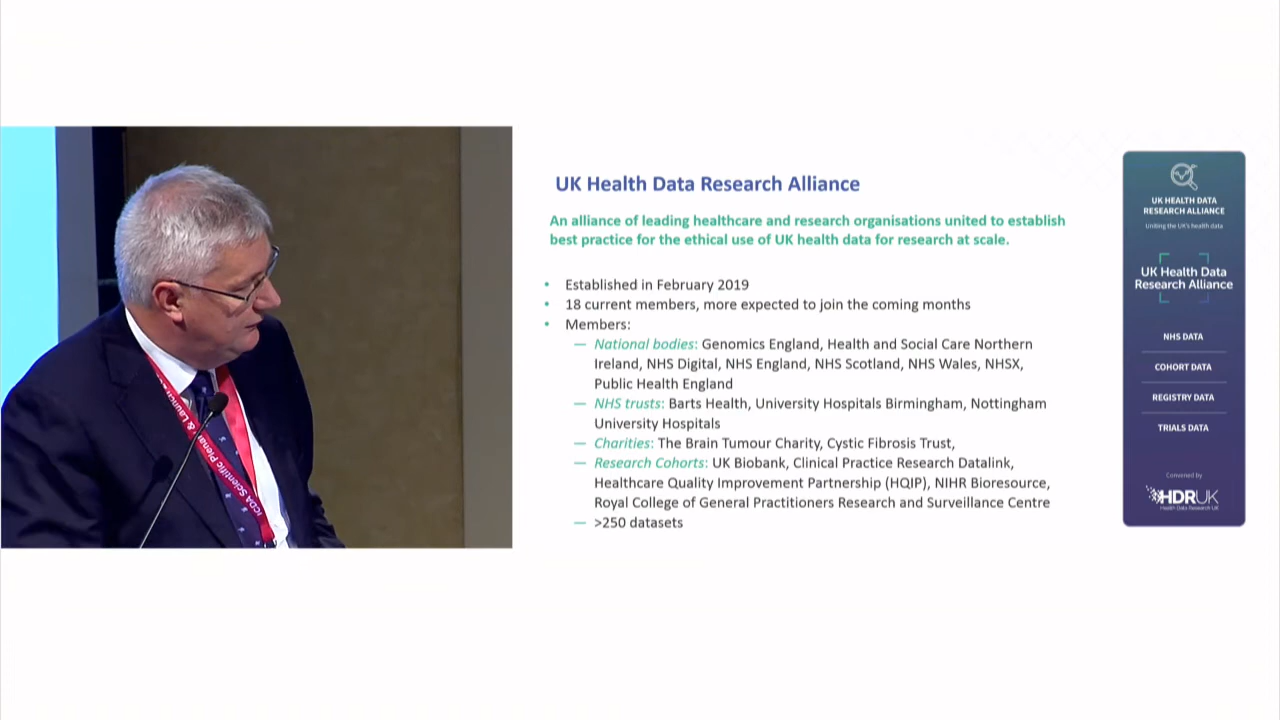 UK Health Data Research Alliance
An alliance of leading healthcare and research organisations united to establish
best practice for the ethical use of UK health data for research at scale.
• Established in February 2019
• 18 current members, more expected to join the coming months
• Members:
— National bodies: Genomics England, Health and Social Care Northern
Ireland, NHS Digital, NHS England, NHS Scotland, NHS Wales, NHSX,
Public Health England
— NHS trusts: Barts Health, University Hospitals Birmingham, Nottingham
University Hospitals
— Charities: The Brain Tumour Charity, Cystic Fibrosis Trust,
— Research Cohorts: UK Biobank, Clinical Practice Research Datalink,
Healthcare Quality Improvement Partnership (HQIP), NIHR Bioresource,
Royal College of General Practitioners Research and Surveillance Centre
— >250 datasets
UK HEALTH DATA
RESEARCH ALLIANCE
Uniting the UK's health data
UK Health Data
Research Alliance
NHS DATA
COHORT DATA
REGISTRY DATA
TRIALS DATA
Convened by
HDRUK
Health Data Research UK
ICDA Scientific Plenary & Launch